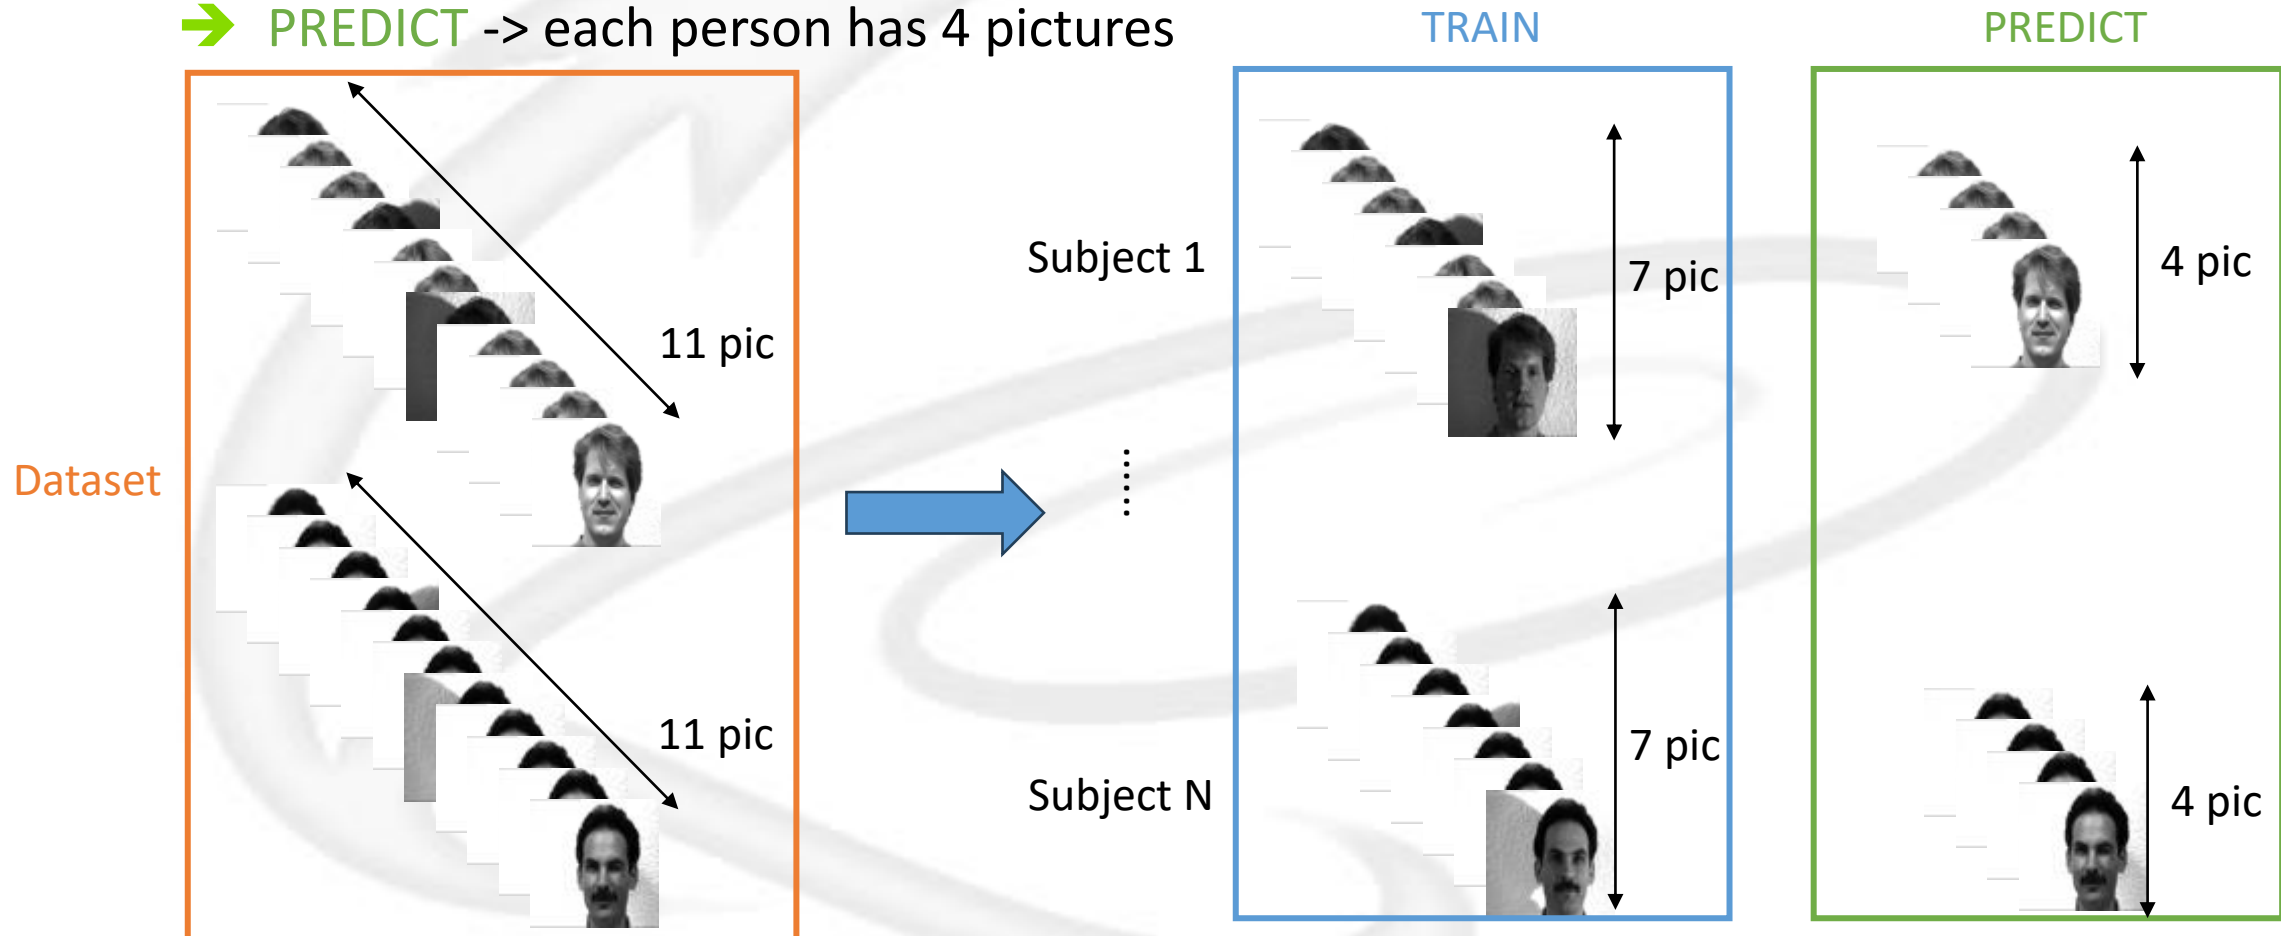 ➔ PREDICT -> each person has 4 pictures
TRAIN
PREDICT
Dataset
11 pic
11 pic
Subject 1
......
Subject N
7 pic
7 pic
4 pic
4 pic